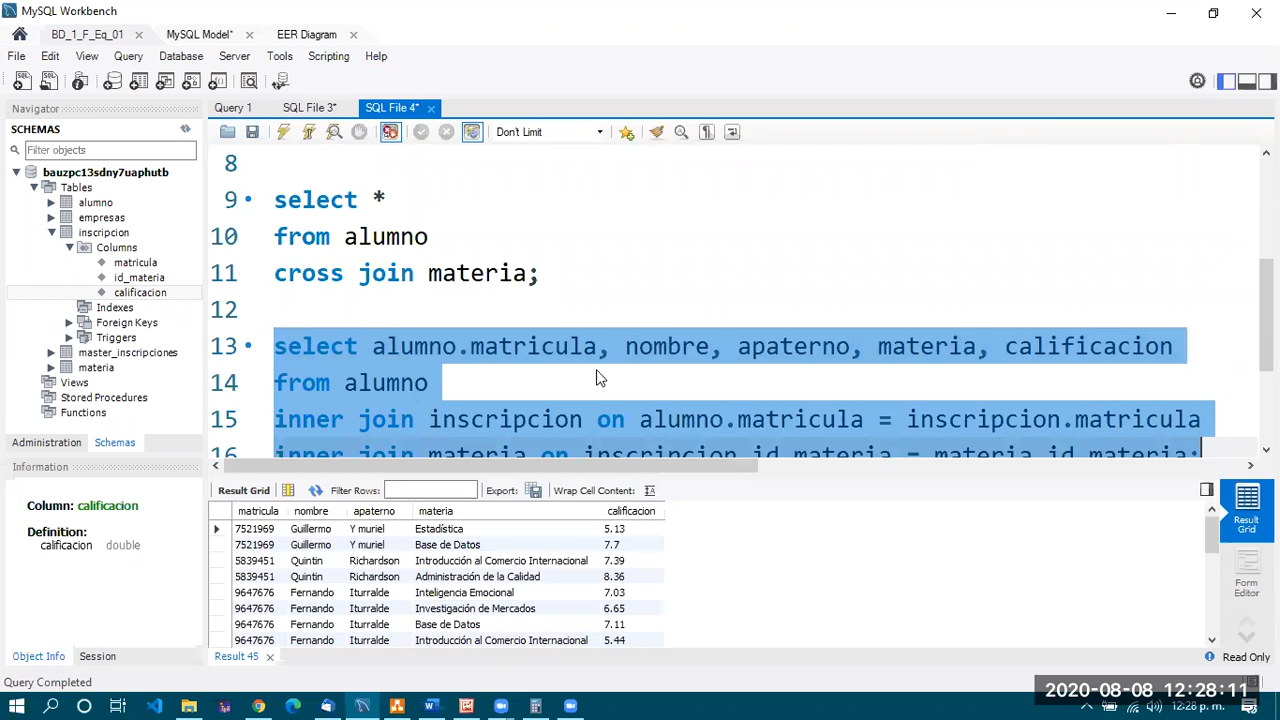 MySQL Workbench
BD_1_F_Eq_01 MySQL Model* EER Diagram
File Edit View Query Database Server Tools Scripting Help
Navigator
SCHEMAS
Filter objects
bauzpc13sdny7uaphutb
Tables
alumno
empresas
inscripcion
Columns
matricula
id_materia
calificacion
Indexes
Foreign Keys
Triggers
master_inscripciones
materia
Views
Stored Procedures
Functions
Administration Schemas
Information
Column: calificacion
Definition:
calificacion double
Object Info Session
Query 1 SQL File 3* SQL File 4*
Don't Limit
8
9 select *
10 from alumno
11 cross join materia;
12
13 select alumno.matricula, nombre, apaterno, materia, calificacion
14 from alumno
15 inner join inscripcion on alumno.matricula = inscripcion.matricula
16 inner join materia on inscripcion.id_materia = materia.id_materia;
Result Grid Filter Rows: Export: Wrap Cell Content:
matricula nombre apaterno materia calificacion
7521969 Guillermo Y muriel Estadística 5.13
7521969 Guillermo Y muriel Base de Datos 7.7
5839451 Quintin Richardson Introducción al Comercio Internacional 7.39
5839451 Quintin Richardson Administración de la Calidad 8.36
9647676 Fernando Iturralde Inteligencia Emocional 7.03
9647676 Fernando Iturralde Investigación de Mercados 6.65
9647676 Fernando Iturralde Base de Datos 7.11
9647676 Fernando Iturralde Introducción al Comercio Internacional 5.44
Result Grid
Form Editor
Result 45
Read Only
Query Completed
2020-08-08 12:28:11
12:28 p. m.